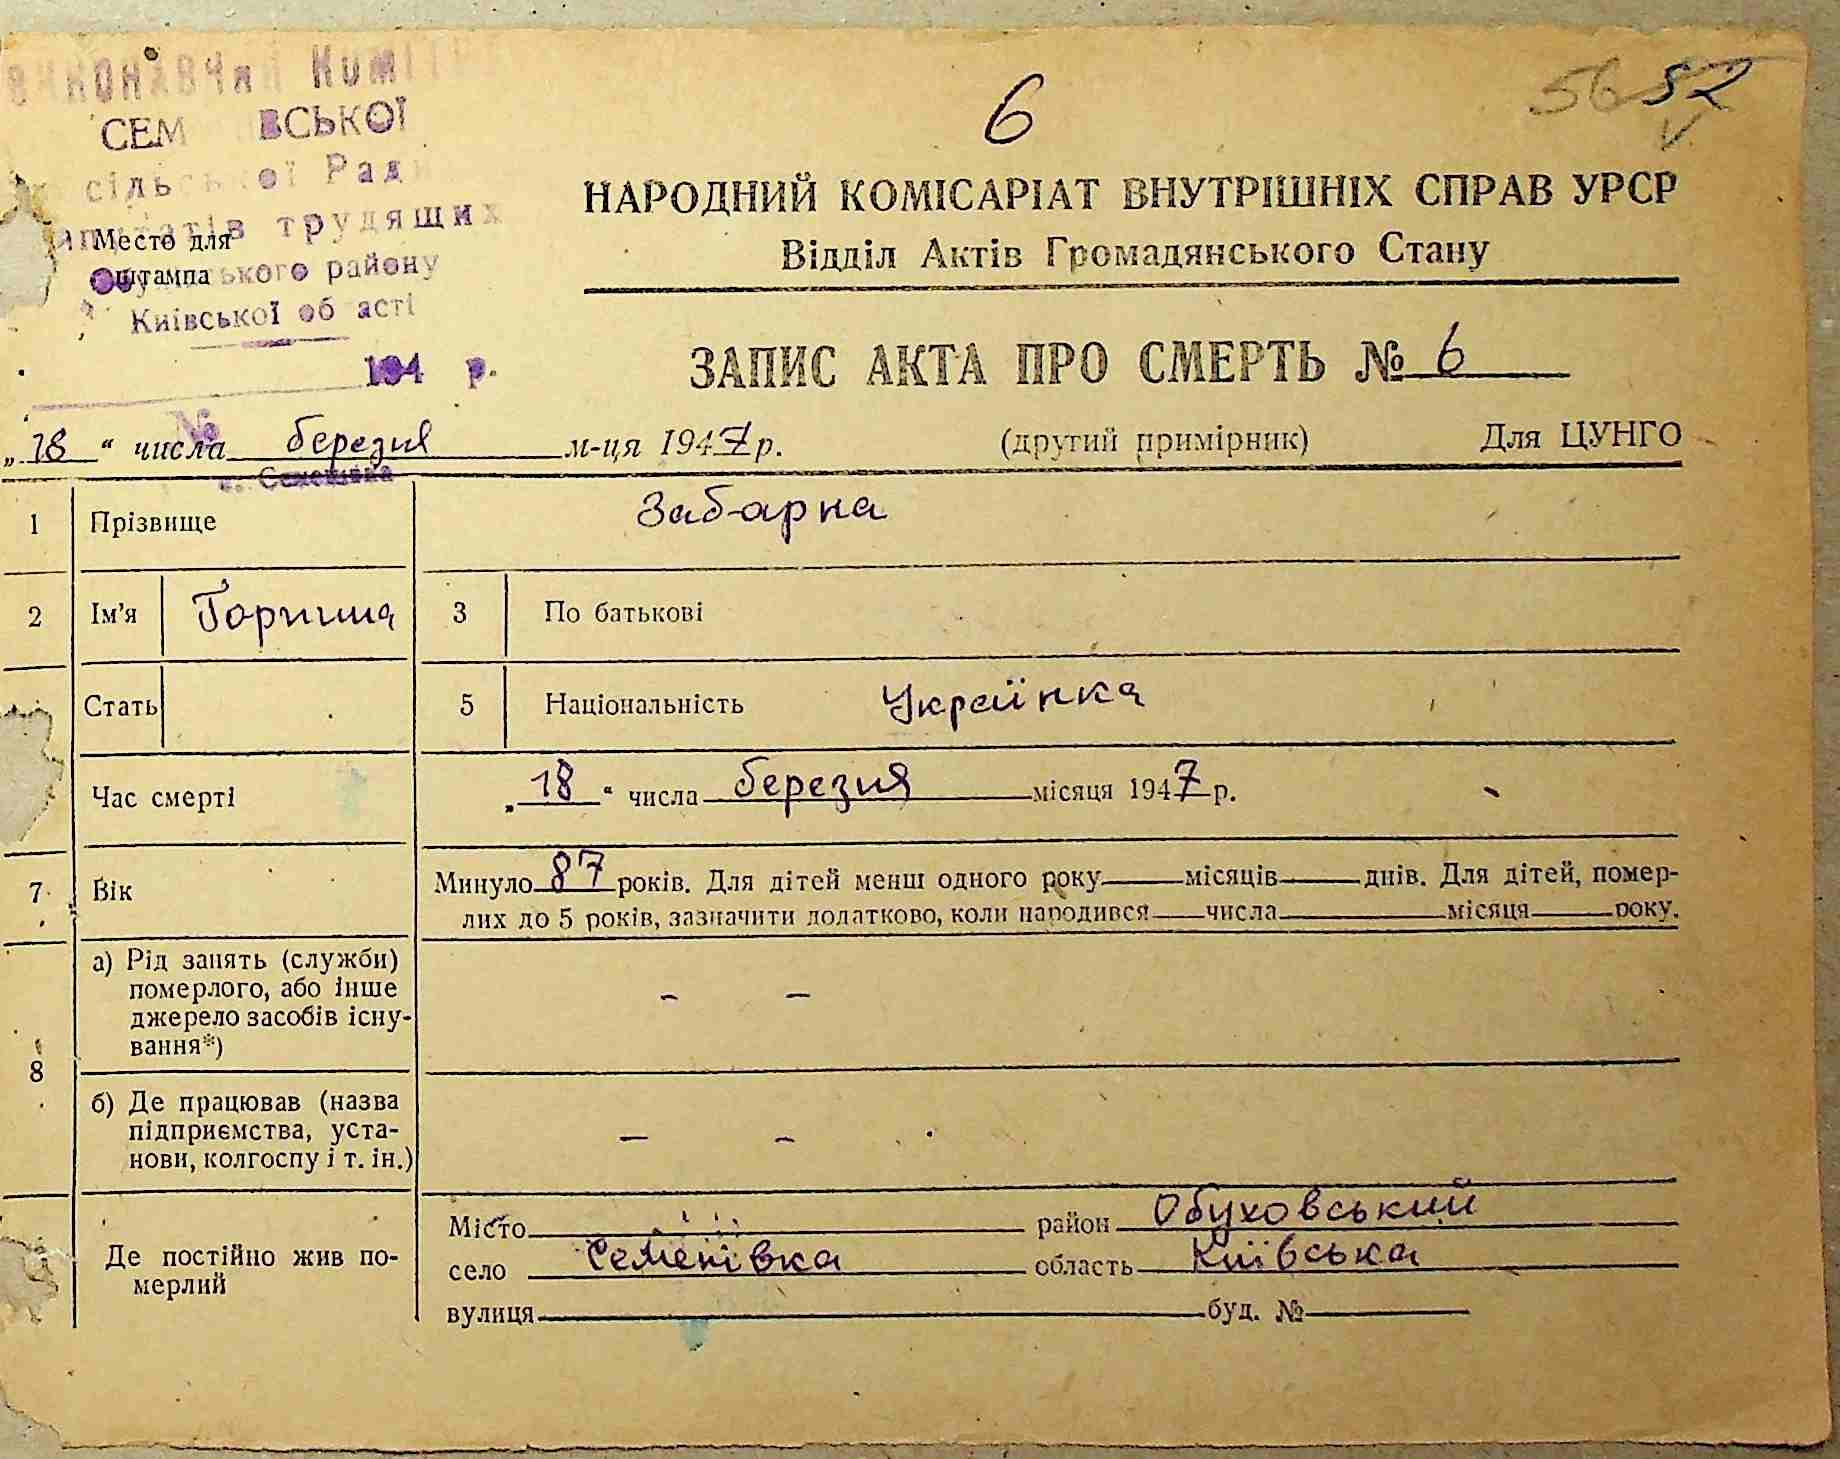 6
56 52
V
Виконавчий Коміт
СЕМ ВСЬКОЇ
сільської Ради
трудящих
Место для
штампа
ського району
Київської об асті
194 р.
№
с. Семенівка
НАРОДНИЙ КОМІСАРІАТ ВНУТРІШНІХ СПРАВ УРСР
Відділ Актів Громадянського Стану
ЗАПИС АКТА ПРО СМЕРТЬ № 6
„18“ числа березня м-ця 1947 р. (другий примірник) Для ЦУНГО
1 Прізвище Забарна
2 Ім'я Горпина 3 По батькові
Стать 5 Національність Українка
Час смерті „18“ числа березня місяця 1947 р.
7 Вік Минуло 87 років. Для дітей менш одного року місяців днів. Для дітей, помер-
лих до 5 років, зазначити додатково, коли народився числа місяця року.
8 а) Рід занять (служби)
померлого, або інше
джерело засобів існу-
вання*)
– –
б) Де працював (назва
підприємства, уста-
нови, колгоспу і т. ін.)
– –
Де постійно жив по-
мерлий
Місто район Обуховський
село Семенівка область Київська
вулиця буд. №